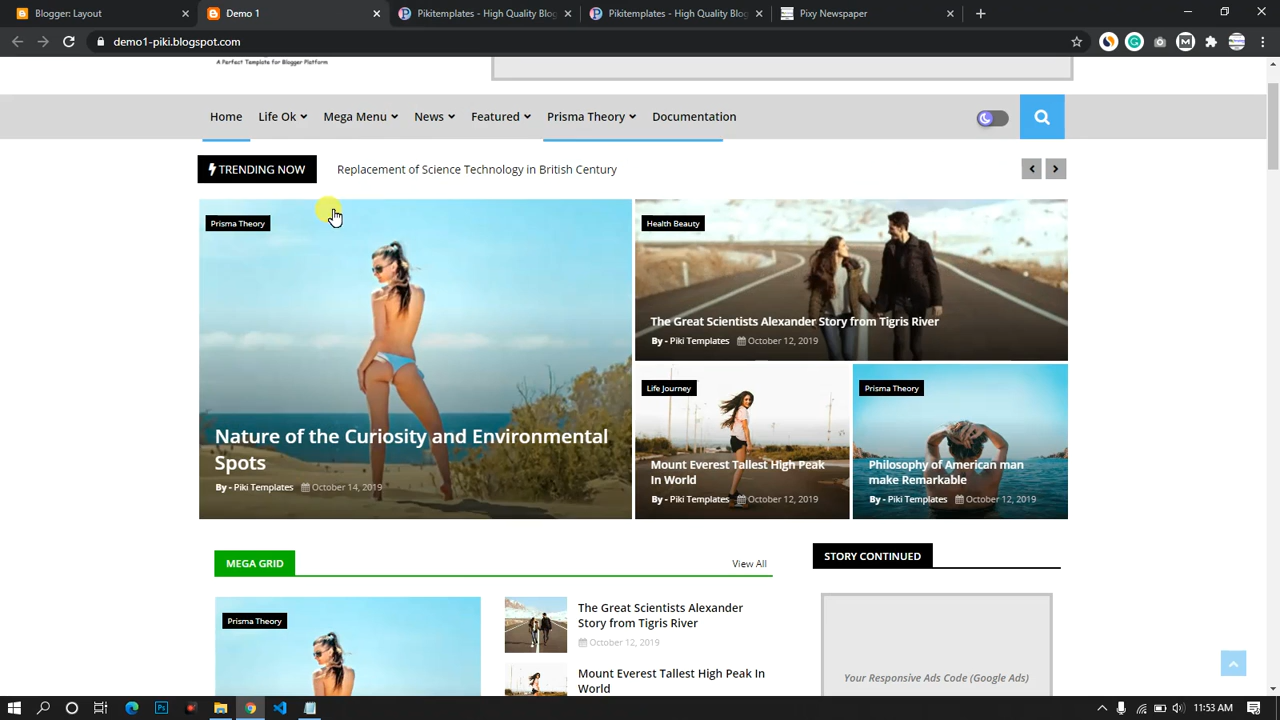 Blogger: Layout
Demo 1
Pikitemplates - High Quality Blog
Pikitemplates - High Quality Blog
Pixy Newspaper
demo1-piki.blogspot.com
A Perfect Template for Blogger Platform
Home
Life Ok
Mega Menu
News
Featured
Prisma Theory
Documentation
TRENDING NOW
Replacement of Science Technology in British Century
Prisma Theory
Nature of the Curiosity and Environmental
Spots
By - Piki Templates October 14, 2019
Health Beauty
The Great Scientists Alexander Story from Tigris River
By - Piki Templates October 12, 2019
Life Journey
Mount Everest Tallest High Peak
In World
By - Piki Templates October 12, 2019
Prisma Theory
Philosophy of American man
make Remarkable
By - Piki Templates October 12, 2019
MEGA GRID
View All
STORY CONTINUED
Prisma Theory
The Great Scientists Alexander
Story from Tigris River
October 12, 2019
Mount Everest Tallest High Peak In
World
Your Responsive Ads Code (Google Ads)
11:53 AM